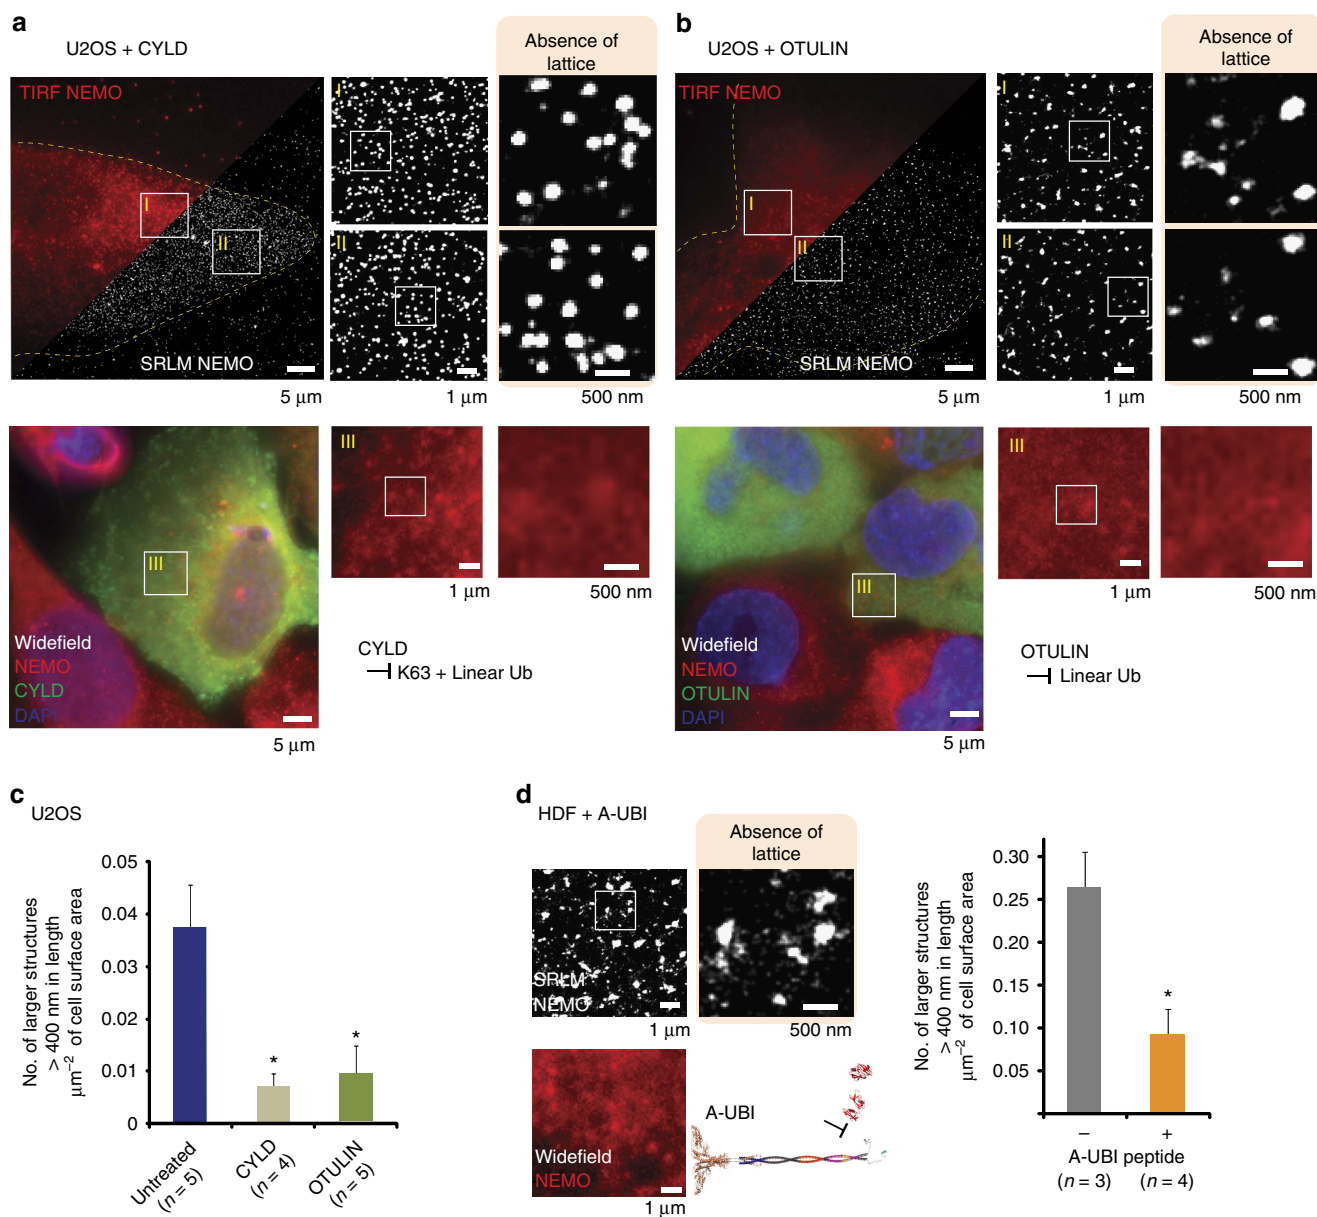 a
U2OS + CYLD
Absence of
lattice
TIRF NEMO
I
II
SRLM NEMO
5 µm
I
II
1 µm
500 nm
III
Widefield
NEMO
CYLD
DAPI
5 µm
III
1 µm
500 nm
CYLD
K63 + Linear Ub
b
U2OS + OTULIN
Absence of
lattice
TIRF NEMO
I
II
SRLM NEMO
5 µm
I
II
1 µm
500 nm
III
Widefield
NEMO
OTULIN
DAPI
5 µm
III
1 µm
500 nm
OTULIN
Linear Ub
c
U2OS
No. of larger structures
> 400 nm in length
µm⁻² of cell surface area
0.05
0.04
0.03
0.02
0.01
0
*
*
Untreated
(n = 5)
CYLD
(n = 4)
OTULIN
(n = 5)
d
HDF + A-UBI
Absence of
lattice
SRLM
NEMO
1 µm
500 nm
Widefield
NEMO
1 µm
A-UBI
No. of larger structures
> 400 nm in length
µm⁻² of cell surface area
0.30
0.25
0.20
0.15
0.10
0.05
*
− +
A-UBI peptide
(n = 3) (n = 4)